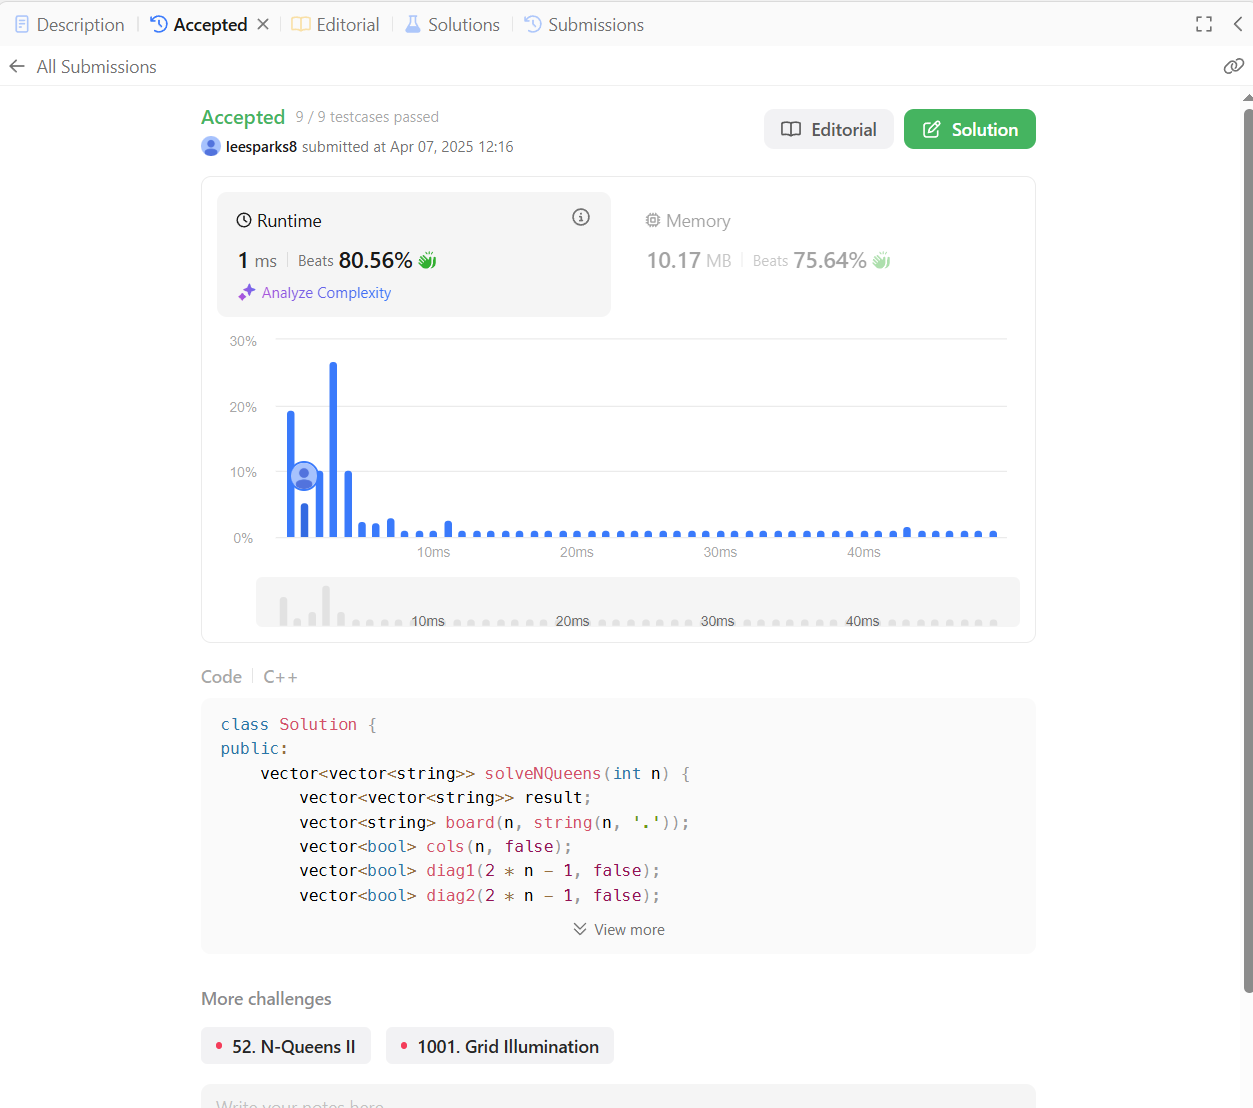 Description
Accepted
Editorial
Solutions
Submissions
All Submissions
Accepted 9 / 9 testcases passed
leesparks8 submitted at Apr 07, 2025 12:16
Editorial
Solution
Runtime
1 ms Beats 80.56%
Analyze Complexity
Memory
10.17 MB Beats 75.64%
30%
20%
10%
0%
10ms 20ms 30ms 40ms
10ms 20ms 30ms 40ms
Code C++
class Solution {
public:
    vector<vector<string>> solveNQueens(int n) {
        vector<vector<string>> result;
        vector<string> board(n, string(n, '.'));
        vector<bool> cols(n, false);
        vector<bool> diag1(2 * n - 1, false);
        vector<bool> diag2(2 * n - 1, false);
View more
More challenges
52. N-Queens II
1001. Grid Illumination
Write your notes here